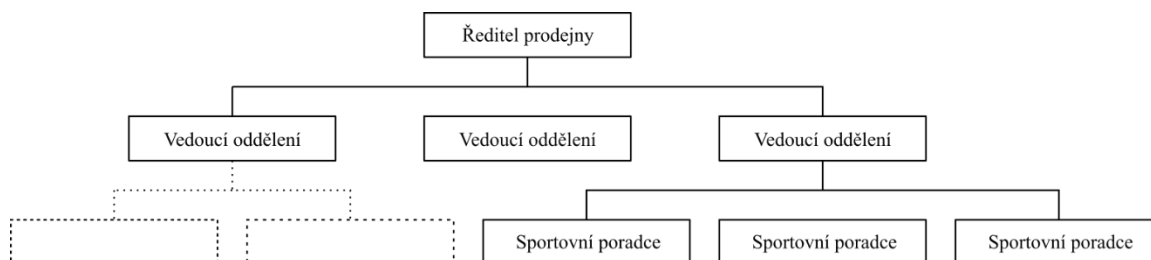 Ředitel prodejny
Vedoucí oddělení
Vedoucí oddělení
Vedoucí oddělení
Sportovní poradce
Sportovní poradce
Sportovní poradce